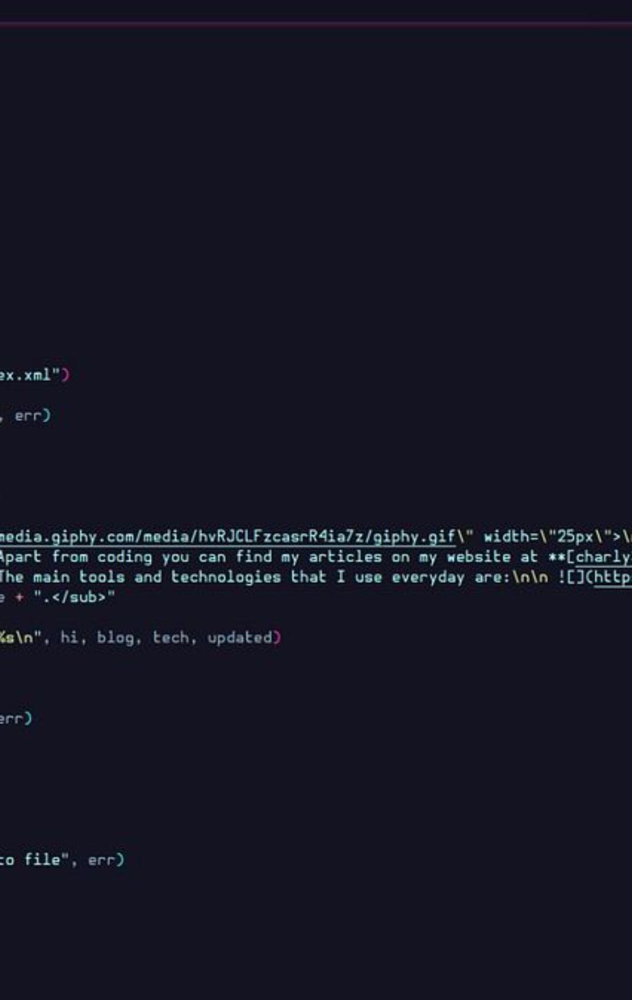 ex.xml")
, err)
media.giphy.com/media/hvRJCLFzcasrR4ia7z/giphy.gif\" width=\"25px\">\
Apart from coding you can find my articles on my website at **[charly
The main tools and technologies that I use everyday are:\n\n ![](http
e + ".</sub>"
%s\n", hi, blog, tech, updated)
err)
to file", err)